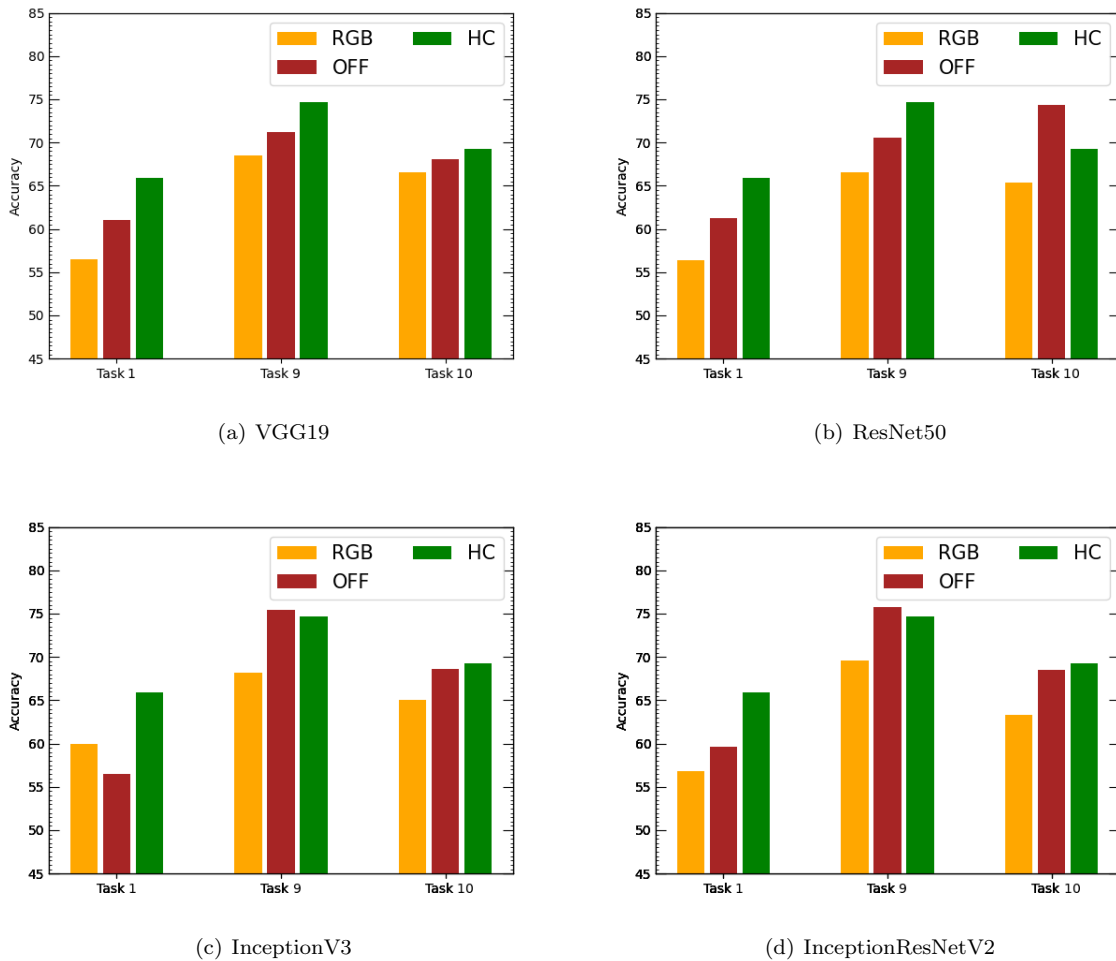 85
80
75
70
65
60
55
50
45
Accuracy
RGB
OFF
HC
Task 1
Task 9
Task 10
(a) VGG19
85
80
75
70
65
60
55
50
45
Accuracy
RGB
OFF
HC
Task 1
Task 9
Task 10
(b) ResNet50
85
80
75
70
65
60
55
50
45
Accuracy
RGB
OFF
HC
Task 1
Task 9
Task 10
(c) InceptionV3
85
80
75
70
65
60
55
50
45
Accuracy
RGB
OFF
HC
Task 1
Task 9
Task 10
(d) InceptionResNetV2